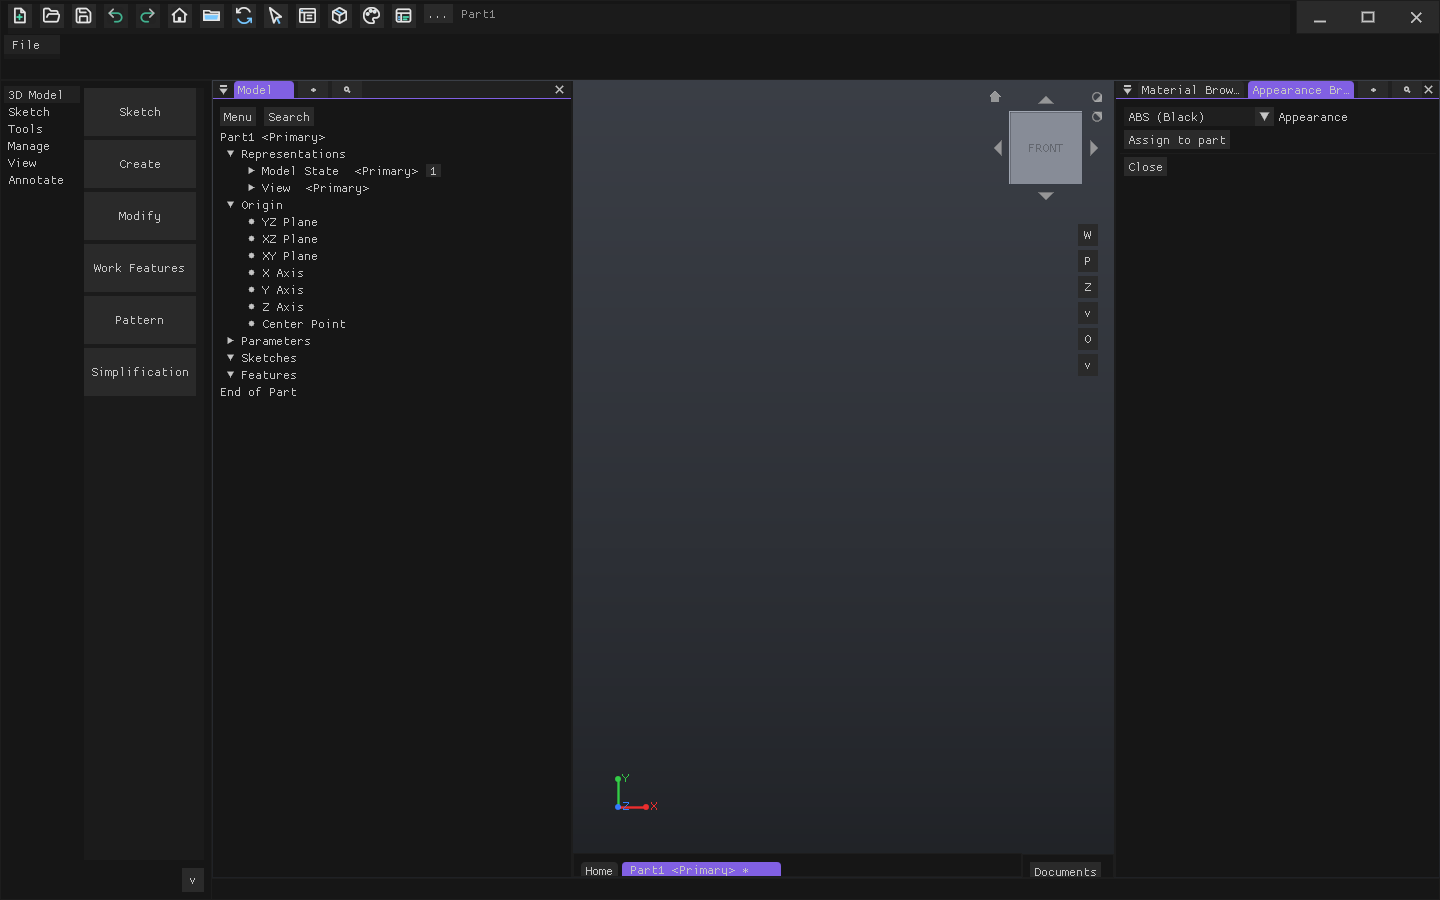 ... Part1
File
3D Model
Sketch
Tools
Manage
View
Annotate
Sketch
Create
Modify
Work Features
Pattern
Simplification
v
Model
Menu Search
Part1 <Primary>
Representations
Model State <Primary> 1
View <Primary>
Origin
YZ Plane
XZ Plane
XY Plane
X Axis
Y Axis
Z Axis
Center Point
Parameters
Sketches
Features
End of Part
FRONT
W
P
Z
v
O
v
Y
Z X
Home Part1 <Primary> *
Documents
Material Brow… Appearance Br…
ABS (Black) Appearance
Assign to part
Close